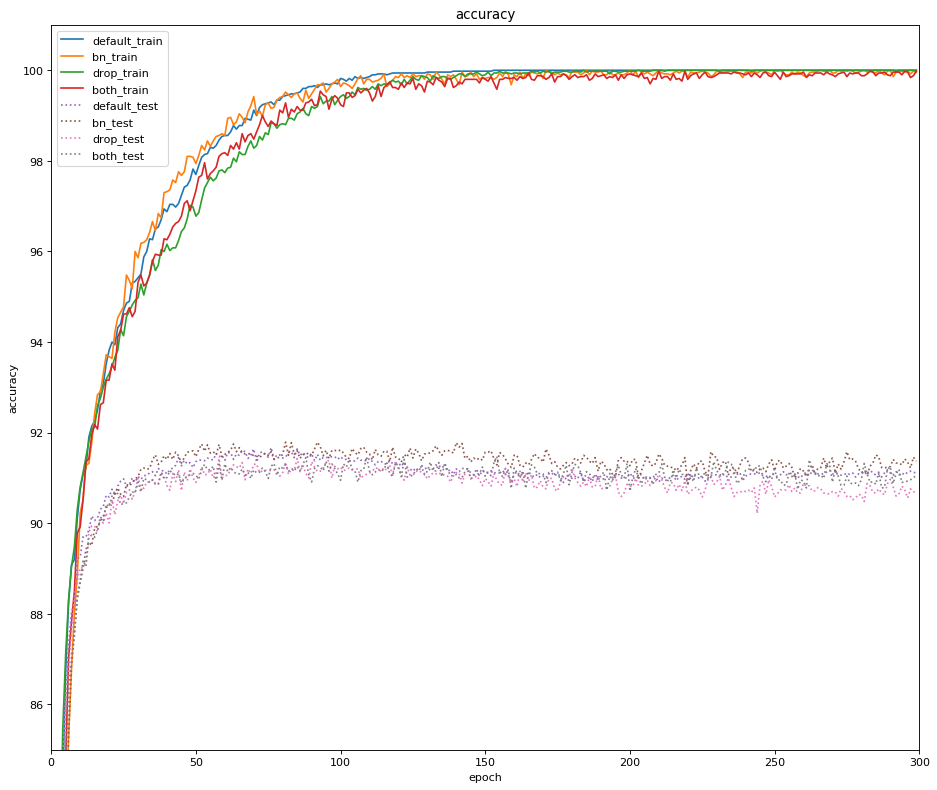 accuracy
default_train
bn_train
drop_train
both_train
default_test
bn_test
drop_test
both_test
accuracy
100
98
96
94
92
90
88
86
0
50
100
150
200
250
300
epoch